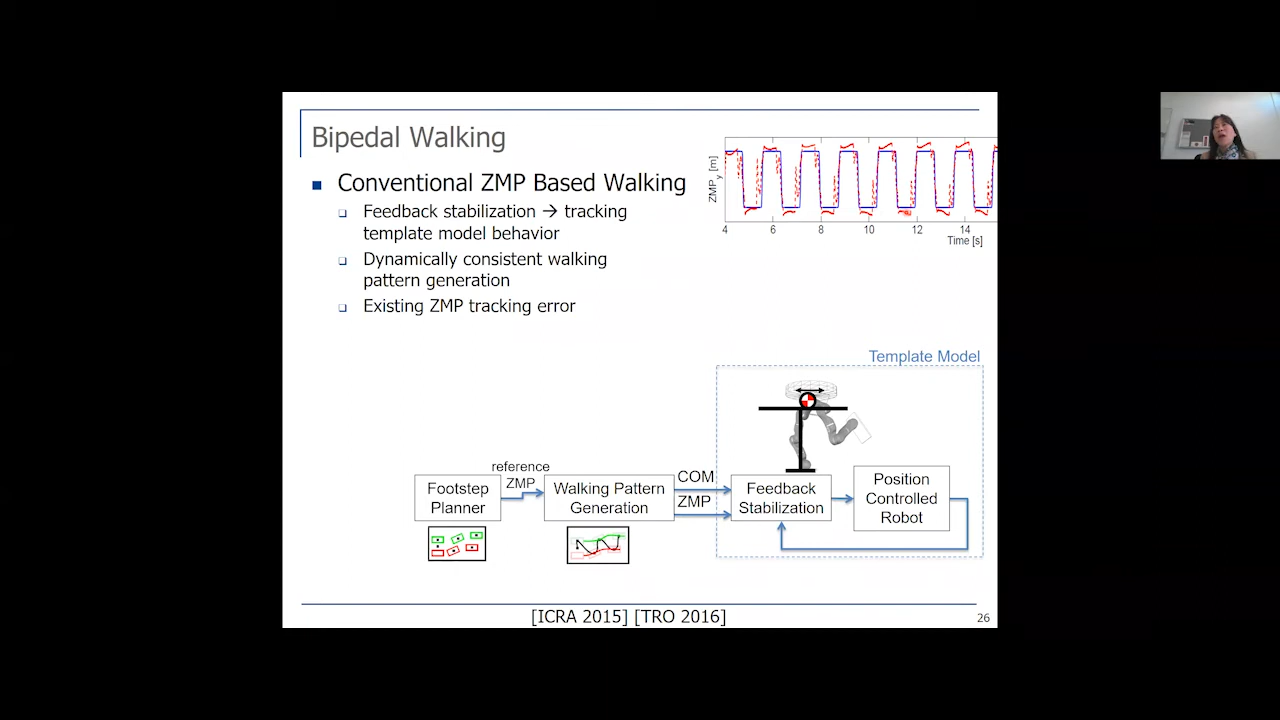 Bipedal Walking
Conventional ZMP Based Walking
Feedback stabilization → tracking
template model behavior
Dynamically consistent walking
pattern generation
Existing ZMP tracking error
ZMPy [m]
4 6 8 10 12 14
Time [s]
Template Model
Footstep
Planner
reference
ZMP
Walking Pattern
Generation
COM
ZMP
Feedback
Stabilization
Position
Controlled
Robot
[ICRA 2015] [TRO 2016]
26